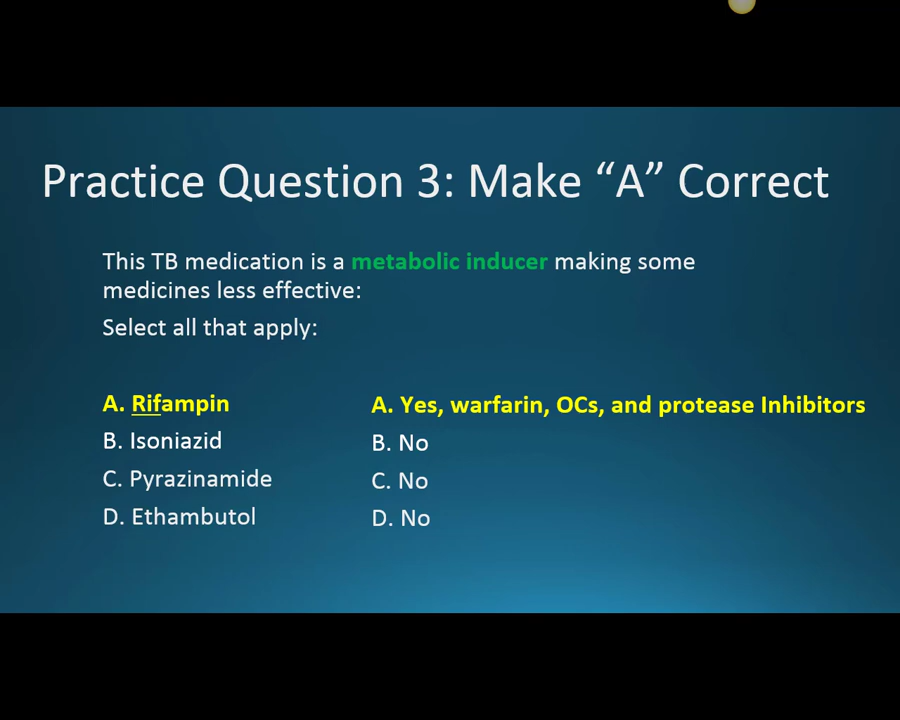 Practice Question 3: Make “A” Correct
This TB medication is a metabolic inducer making some
medicines less effective:
Select all that apply:
A. Rifampin
B. Isoniazid
C. Pyrazinamide
D. Ethambutol
A. Yes, warfarin, OCs, and protease Inhibitors
B. No
C. No
D. No